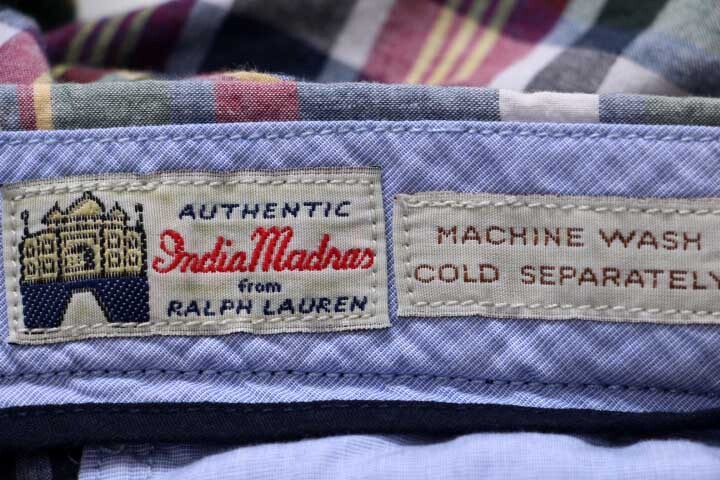 AUTHENTIC
India Madras
from
RALPH LAUREN
MACHINE WASH
COLD SEPARATELY